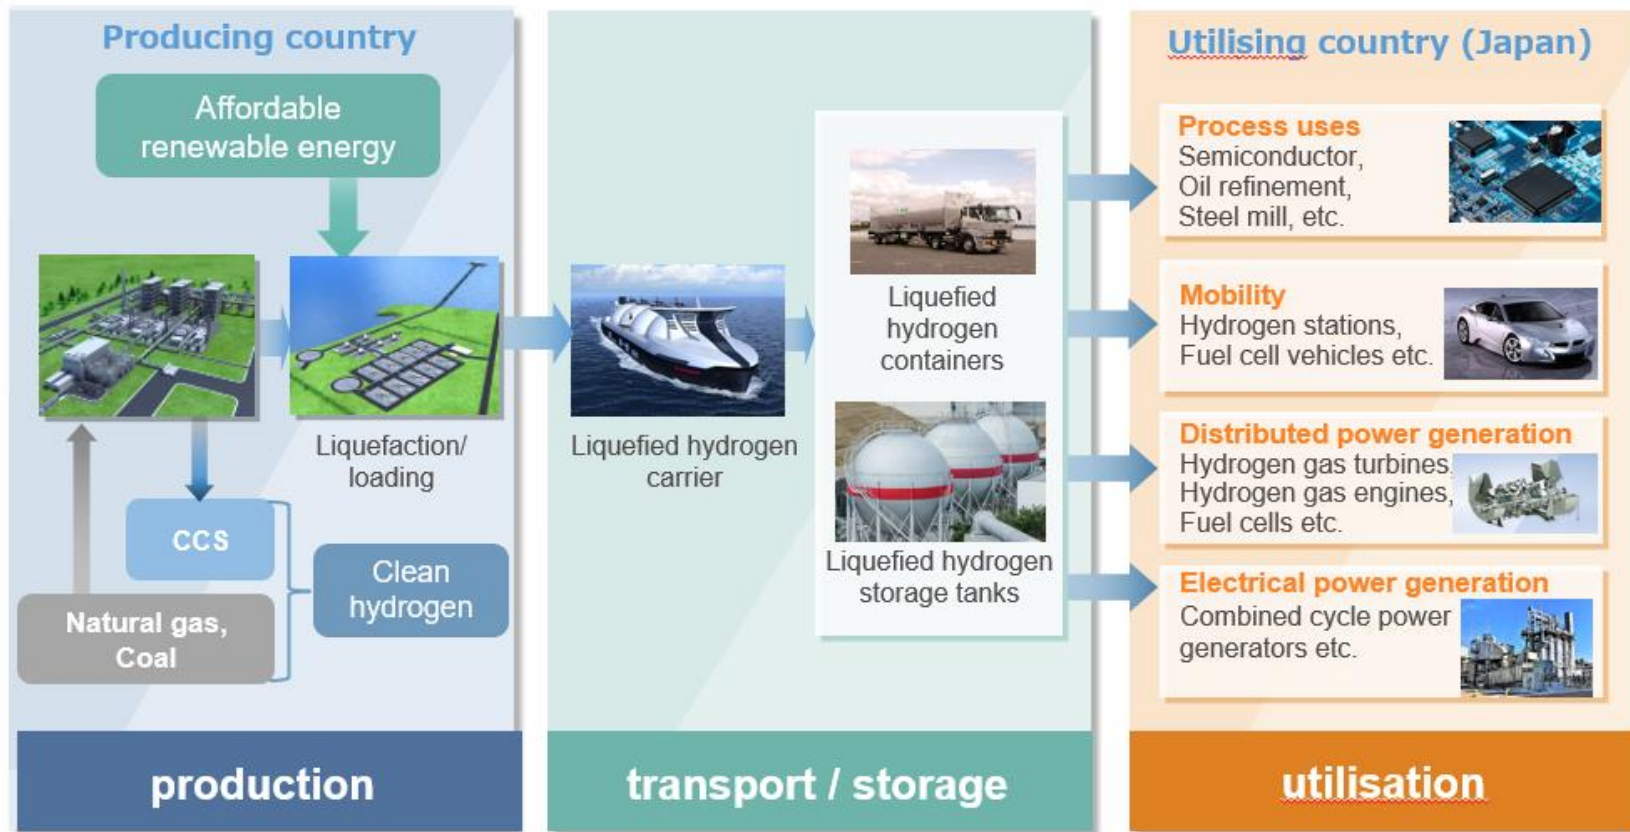 Producing country
Affordable
renewable energy
Liquefaction/
loading
CCS
Clean
hydrogen
Natural gas,
Coal
production
Liquefied hydrogen
carrier
Liquefied
hydrogen
containers
Liquefied hydrogen
storage tanks
transport / storage
Utilising country (Japan)
Process uses
Semiconductor,
Oil refinement,
Steel mill, etc.
Mobility
Hydrogen stations,
Fuel cell vehicles etc.
Distributed power generation
Hydrogen gas turbines,
Hydrogen gas engines,
Fuel cells etc.
Electrical power generation
Combined cycle power
generators etc.
utilisation